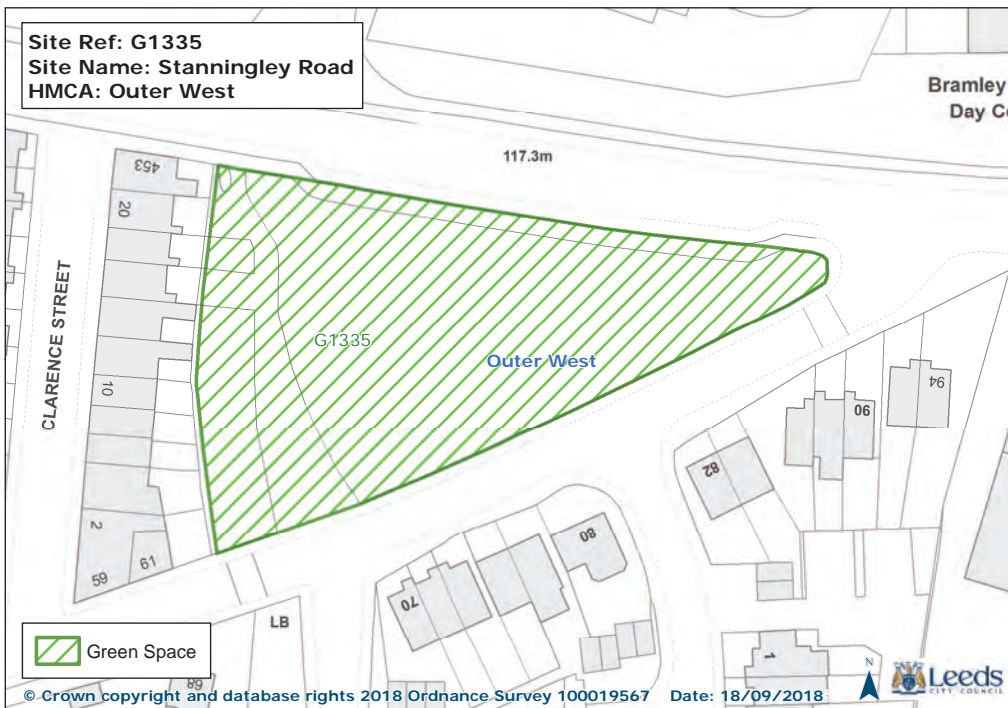 Site Ref: G1335
Site Name: Stanningley Road
HMCA: Outer West
Bramley
Day
117.3m
453
20
CLARENCE STREET
G1335
Outer West
10
94
90
82
2
61
59
80
70
LB
68
1
Green Space
N
© Crown copyright and database rights 2018 Ordnance Survey 100019567 Date: 18/09/2018
Leeds
CITY COUNCIL